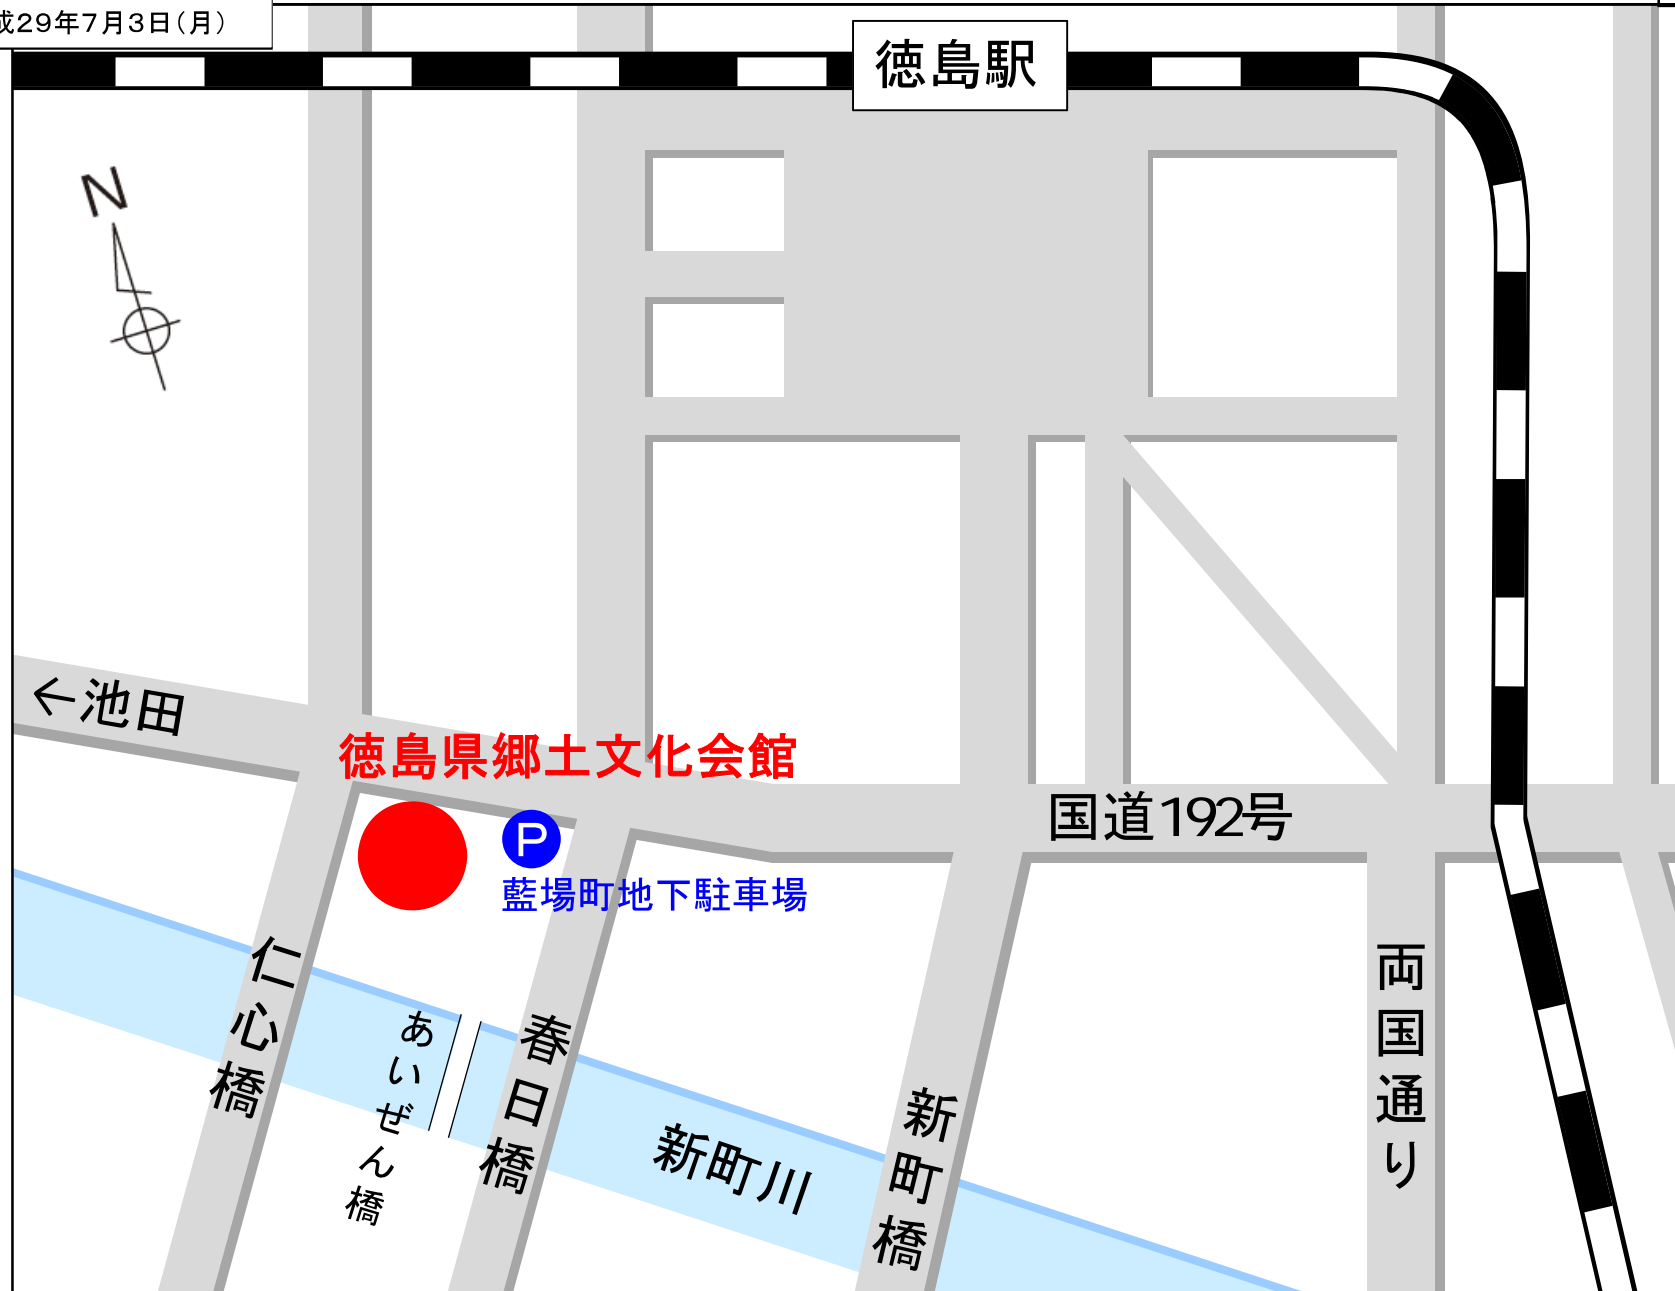 成29年7月3日(月)
徳島駅
N
←池田
徳島県郷土文化会館
P
藍場町地下駐車場
国道192号
仁心橋
あいぜん橋
春日橋
新町川
新町橋
両国通り